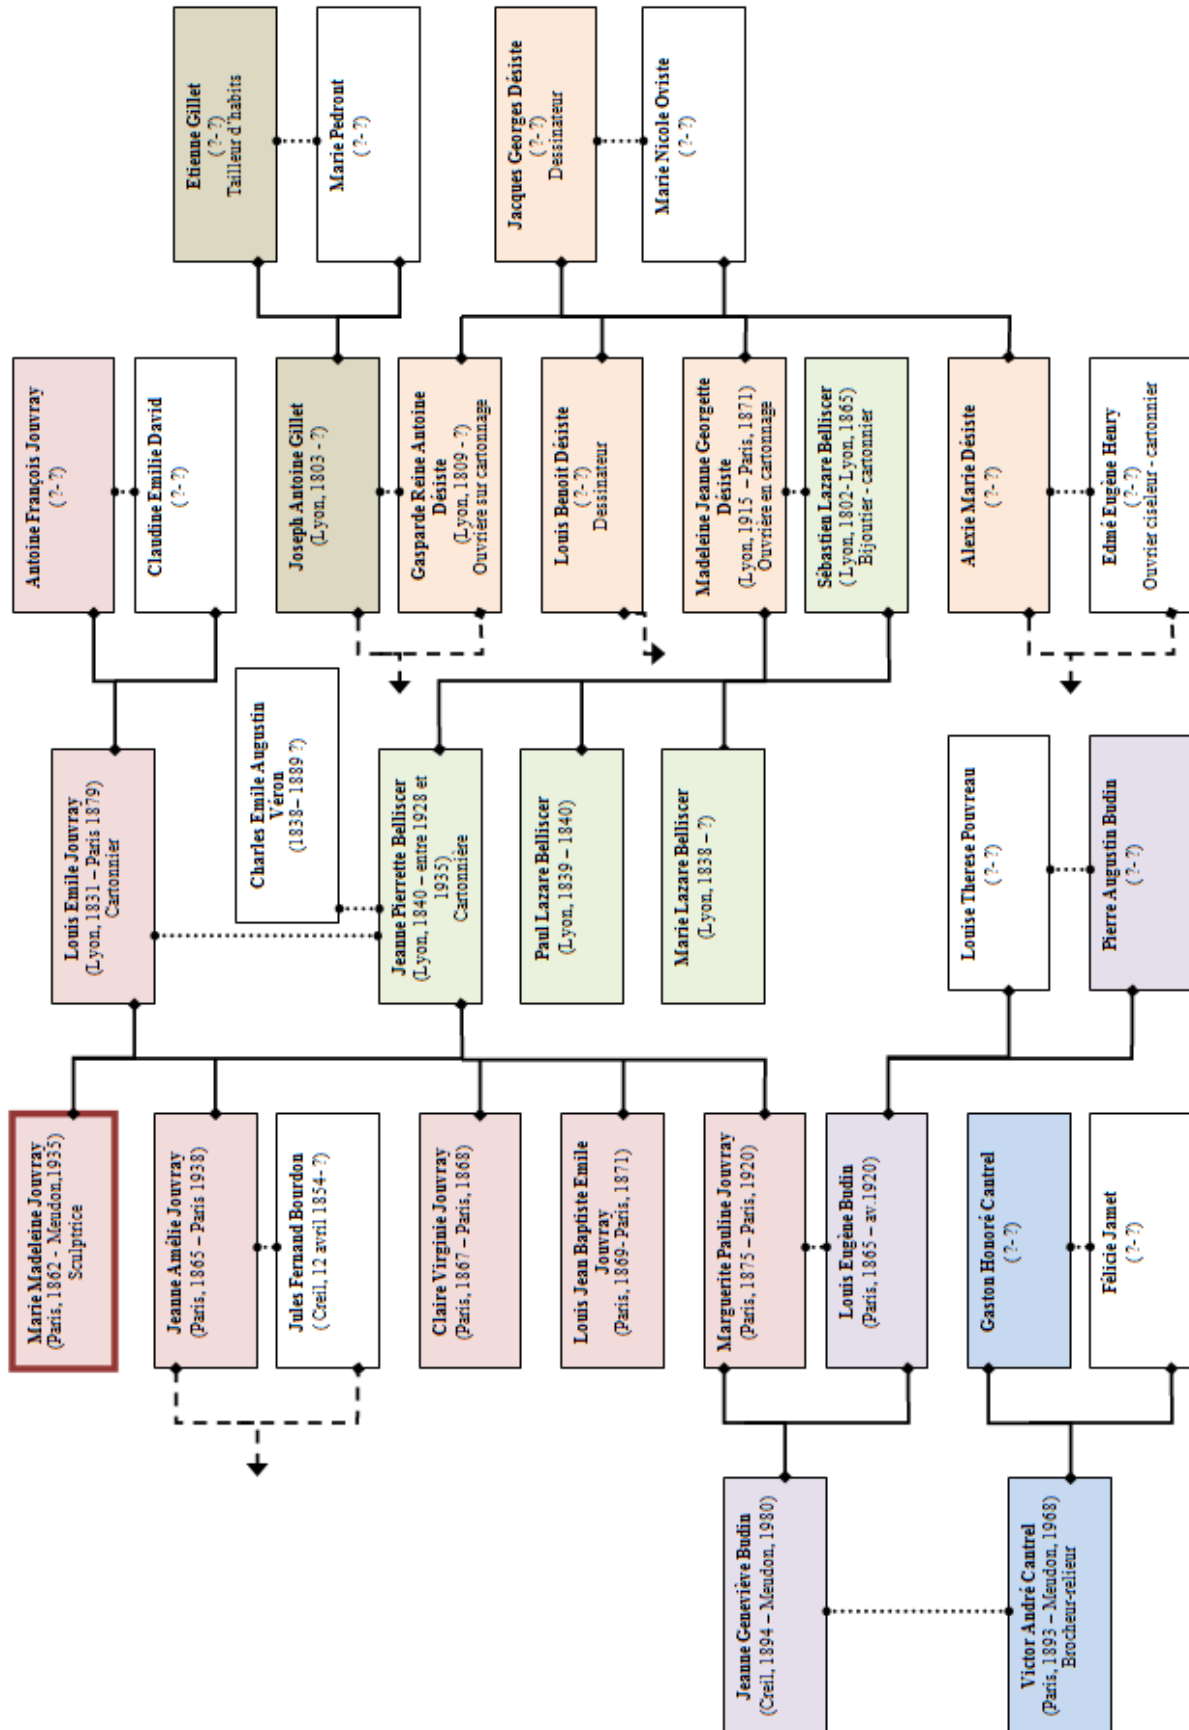 Jeanne Geneviève Budin
(Creil, 1894 – Meudon, 1980)
Victor André Cautrel
(Paris, 1893 – Meudon, 1968)
Brocheur-relieur
Marie Madeleine Jouvray
(Paris, 1862 - Meudon,1935)
Sculptrice
Jeanne Amélie Jouvray
(Paris, 1865 – Paris 1938)
Jules Fernand Bourdon
( Creil, 12 avril 1854- ?)
Claire Virginie Jouvray
(Paris, 1867 – Paris, 1868)
Louis Jean Baptiste Emile
Jouvray
(Paris, 1869- Paris, 1871)
Marguerite Pauline Jouvray
(Paris, 1875 – Paris, 1920)
Louis Eugène Budin
(Paris, 1865 – av.1920)
Gaston Honoré Cautrel
( ?- ?)
Félicie Jamet
( ?- ?)
Louis Emile Jouvray
(Lyon, 1831 – Paris 1879)
Cartonnier
Charles Emile Augustin
Véron
(1838– 1889 ?)
Jeanne Pierrette Belliscer
(Lyon, 1840 – entre 1928 et
1935)
Cartonnière
Paul Lazare Belliscer
(Lyon, 1839 – 1840)
Marie Lazare Belliscer
(Lyon, 1838 – ?)
Louise Therese Pouvreau
( ?- ?)
Pierre Augustin Budin
( ?- ?)
Antoine François Jouvray
( ?- ?)
Claudine Emilie David
( ?- ?)
Joseph Antoine Gillet
(Lyon, 1803 - ?)
Gasparde Réine Antoine
Désiste
(Lyon, 1809 - ?)
Ouvrière sur cartonnage
Louis Benoit Désiste
( ?- ?)
Dessinateur
Madeleine Jeanne Georgette
Désiste
(Lyon, 1915 – Paris, 1871)
Ouvrière en cartonnage
Sébastien Lazare Belliscer
( Lyon, 1802- Lyon, 1865)
Bijoutier - cartonnier
Alexie Marie Désiste
( ?- ?)
Edmé Eugène Henry
( ?- ?)
Ouvrier ciseleur - cartonnier
Etienne Gillet
( ?- ?)
Tailleur d'habits
Marie Pedront
( ?- ?)
Jacques Georges Désiste
( ?- ?)
Dessinateur
Marie Nicole Oviste
( ?- ?)